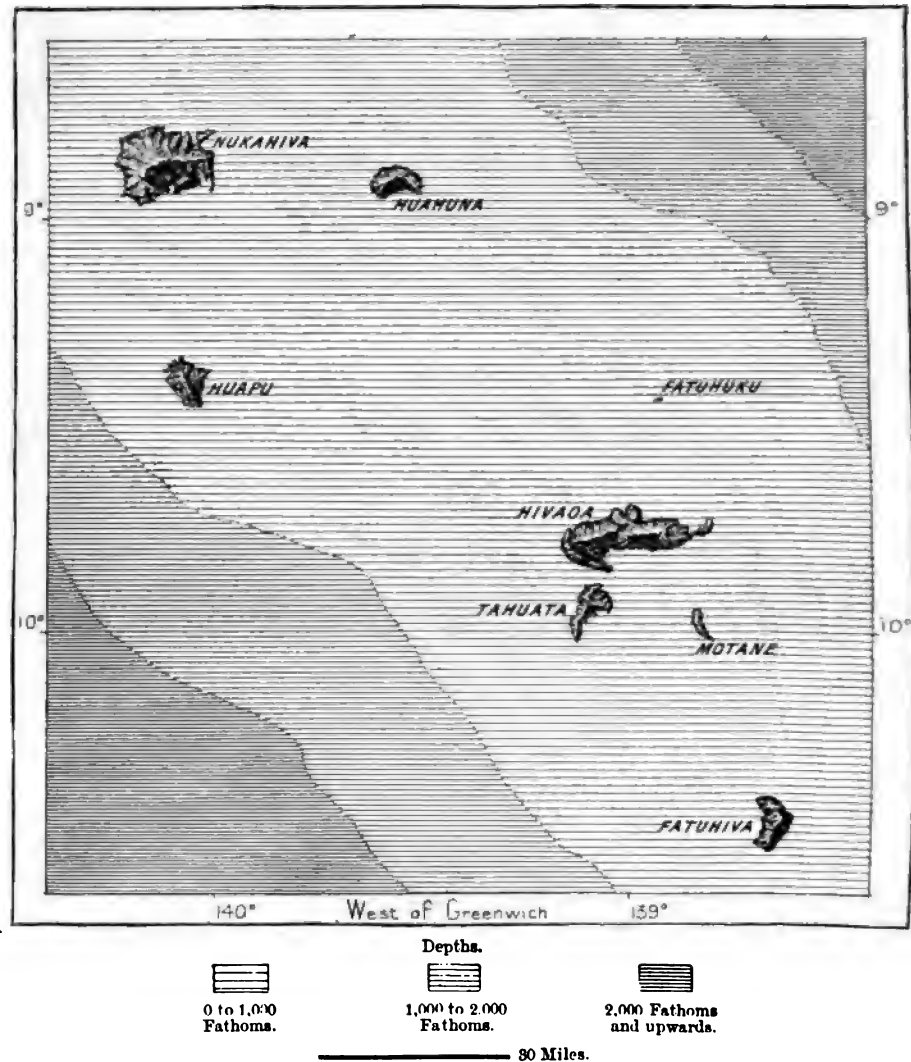 NUKAHIVA
HUAHUNA
9° 9°
HUAPU
FATUHUKU
HIVAOA
TAHUATA
10° 10°
MOTANE
FATUHIVA
140° West of Greenwich 139°
Depths.
0 to 1,000 Fathoms.
1,000 to 2,000 Fathoms.
2,000 Fathoms and upwards.
30 Miles.